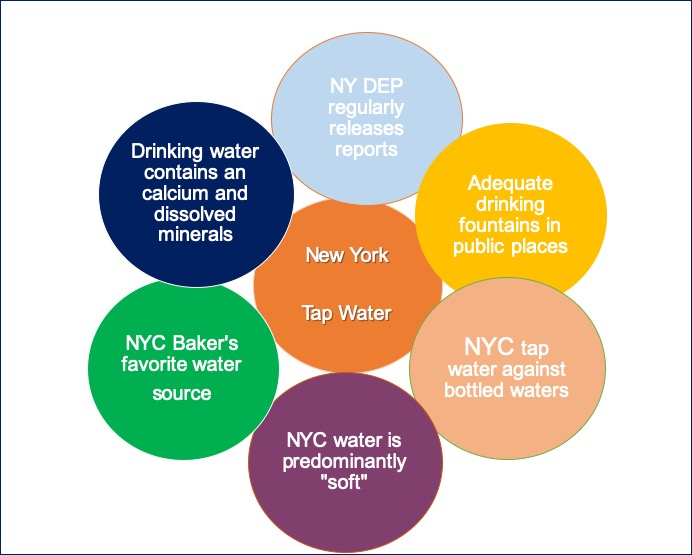 NY DEP
regularly
releases
reports
Drinking water
contains an
calcium and
dissolved
minerals
Adequate
drinking
fountains in
public places
New York
Tap Water
NYC Baker's
favorite water
source
NYC tap
water against
bottled waters
NYC water is
predominantly
"soft"